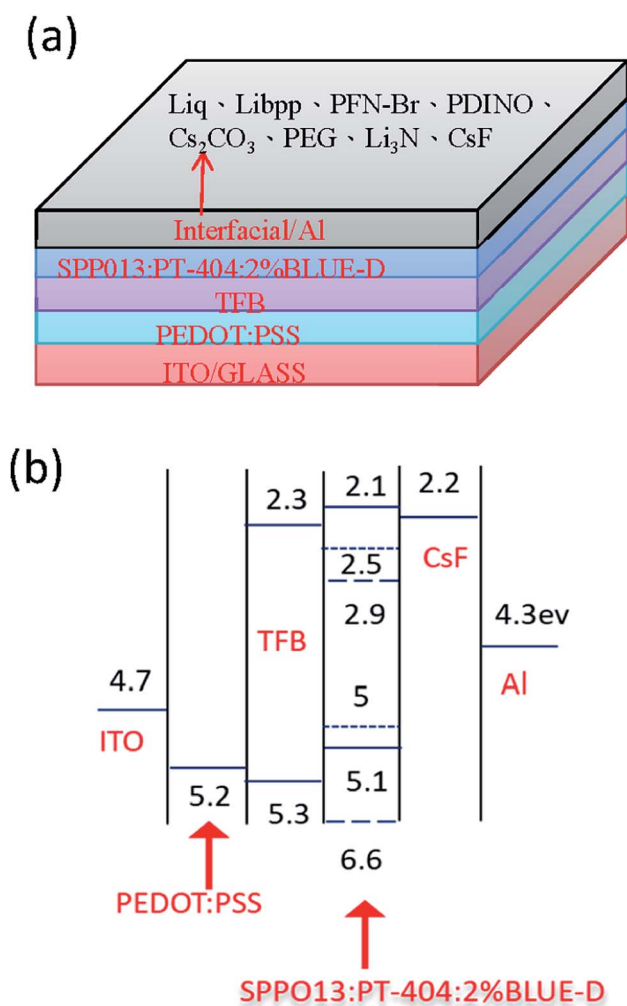 (a)
Liq、Libpp、PFN-Br、PDINO、
Cs₂CO₃、PEG、Li₃N、CsF
Interfacial/Al
SPP013:PT-404:2%BLUE-D
TFB
PEDOT:PSS
ITO/GLASS
(b)
2.3
2.1
2.2
2.5
CsF
TFB
2.9
4.3ev
4.7
5
Al
ITO
5.2
5.3
5.1
6.6
PEDOT:PSS
SPPO13:PT-404:2%BLUE-D